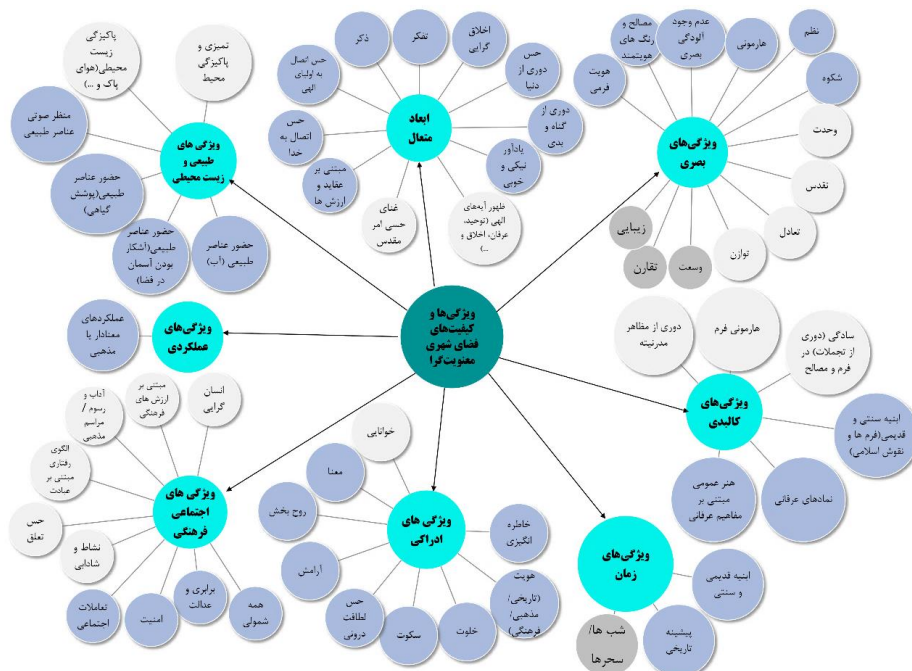 ویژگی‌ها و
کیفیت‌های
فضای شهری
معنویت‌گرا
ویژگی‌های
بصری
هویت
فرمی
مصالح و
رنگ های
هویتمند
عدم وجود
آلودگی
بصری
هارمونی
نظم
شکوه
وحدت
تقدس
تعادل
توازن
وسعت
تقارن
زیبایی
ابعاد
متعال
حس اتصال
به اولیای
الهی
ذکر
تفکر
اخلاق
گرایی
حس
دوری از
دنیا
دوری از
گناه و
بدی
یادآور
نیکی و
خوبی
ظهور آیه‌های
الهی (توحید،
عرفان، اخلاق و
...)
غنای
حسی امر
مقدس
مبتنی بر
عقاید و
ارزش ها
حس
اتصال به
خدا
ویژگی های
طبیعی و
زیست محیطی
تمیزی و
پاکیزگی
محیط
پاکیزگی
زیست
محیطی(هوای
پاک و ...)
منظر صوتی
عناصر طبیعی
حضور عناصر
طبیعی(پوشش
گیاهی)
حضور عناصر
طبیعی(آشکار
بودن آسمان
در فضا)
حضور عناصر
طبیعی (آب)
ویژگی‌های
عملکردی
عملکردهای
معنادار یا
مذهبی
ویژگی های
اجتماعی
فرهنگی
انسان
گرایی
مبتنی بر
ارزش های
فرهنگی
آداب و
رسوم /
مراسم
مذهبی
الگوی
رفتاری
مبتنی بر
عبادت
حس
تعلق
نشاط و
شادابی
تعاملات
اجتماعی
امنیت
برابری و
عدالت
همه
شمولی
ویژگی های
ادراکی
خوانایی
معنا
روح بخش
آرامش
حس
لطافت
درونی
سکوت
خلوت
هویت
(تاریخی/
مذهبی/
فرهنگی)
خاطره
انگیزی
ویژگی‌های
زمان
ابنیه قدیمی
و سنتی
پیشینه
تاریخی
شب ها/
سحرها
ویژگی‌های
کالبدی
دوری از مظاهر
مدرنیته
هارمونی فرم
سادگی (دوری
از تجملات) در
فرم و مصالح
ابنیه سنتی و
قدیمی(فرم ها و
نقوش اسلامی)
نمادهای عرفانی
هنر عمومی
مبتنی بر
مفاهیم عرفانی